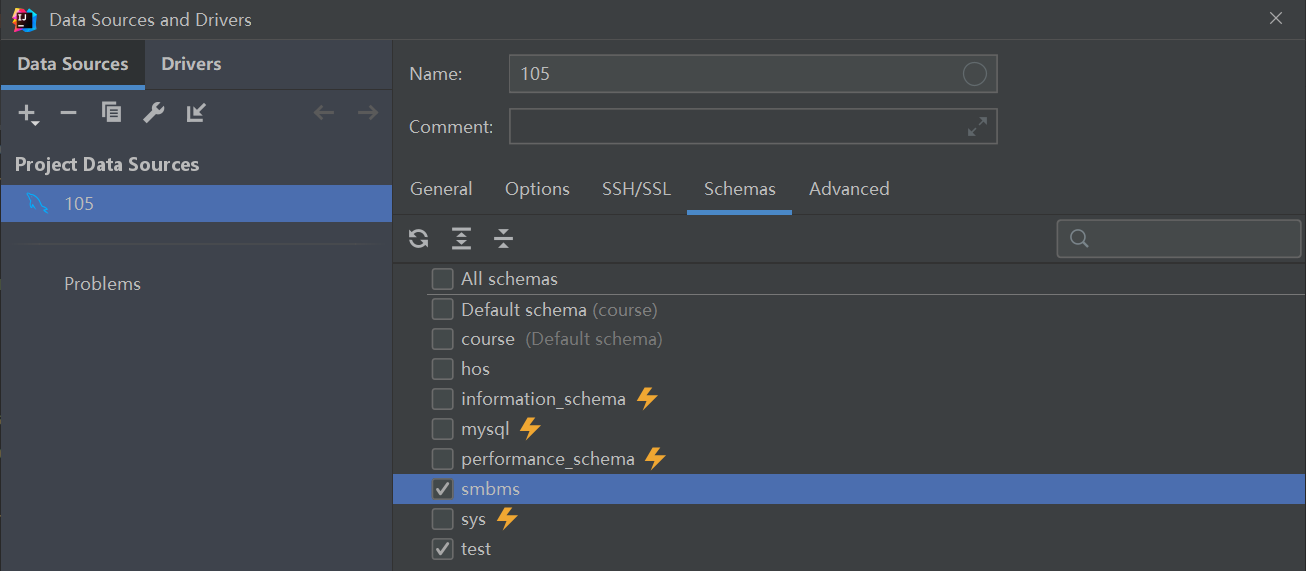 Data Sources and Drivers
Data Sources Drivers
Project Data Sources
105
Problems
Name: 105
Comment:
General Options SSH/SSL Schemas Advanced
All schemas
Default schema (course)
course (Default schema)
hos
information_schema
mysql
performance_schema
smbms
sys
test